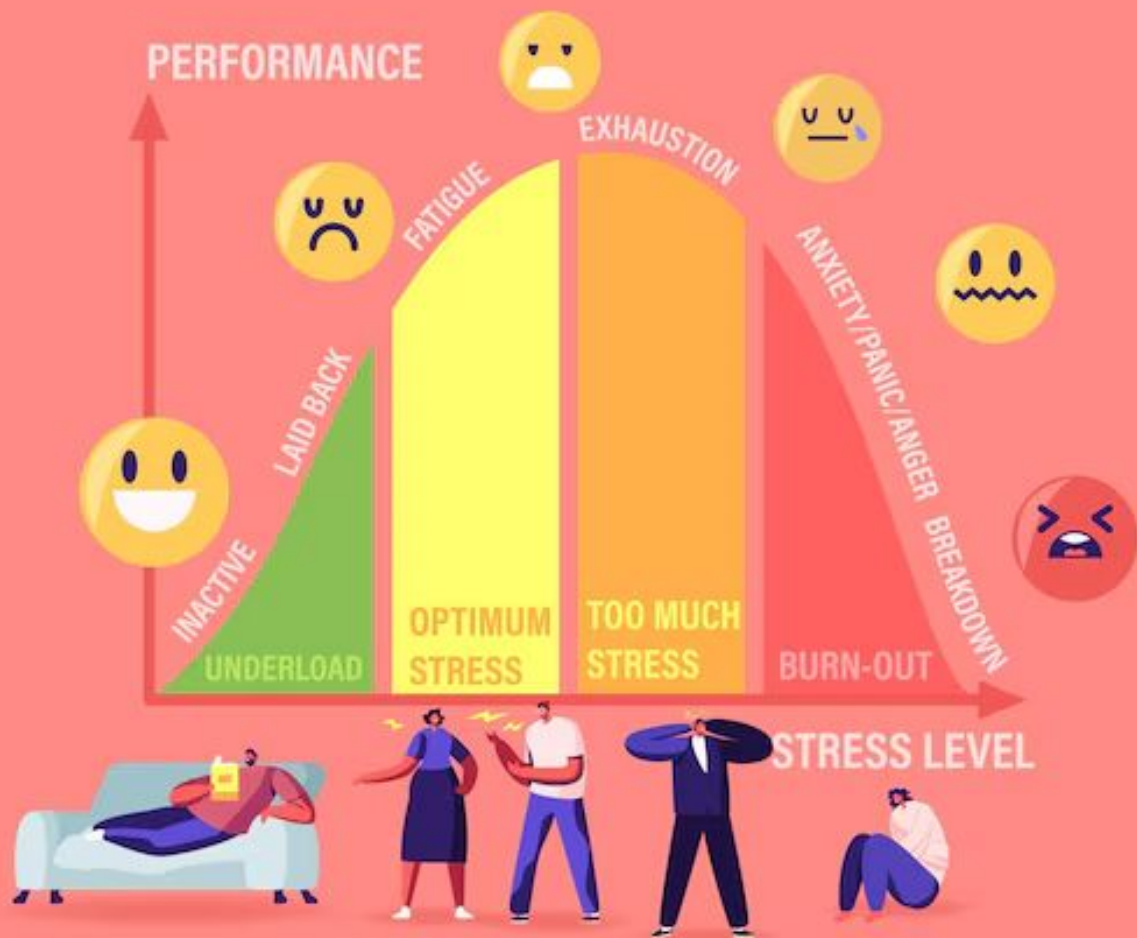 PERFORMANCE
EXHAUSTION
FATIGUE
ANXIETY/PANIC/ANGER
LAID BACK
BREAKDOWN
INACTIVE
OPTIMUM
STRESS
TOO MUCH
STRESS
UNDERLOAD
BURN-OUT
STRESS LEVEL